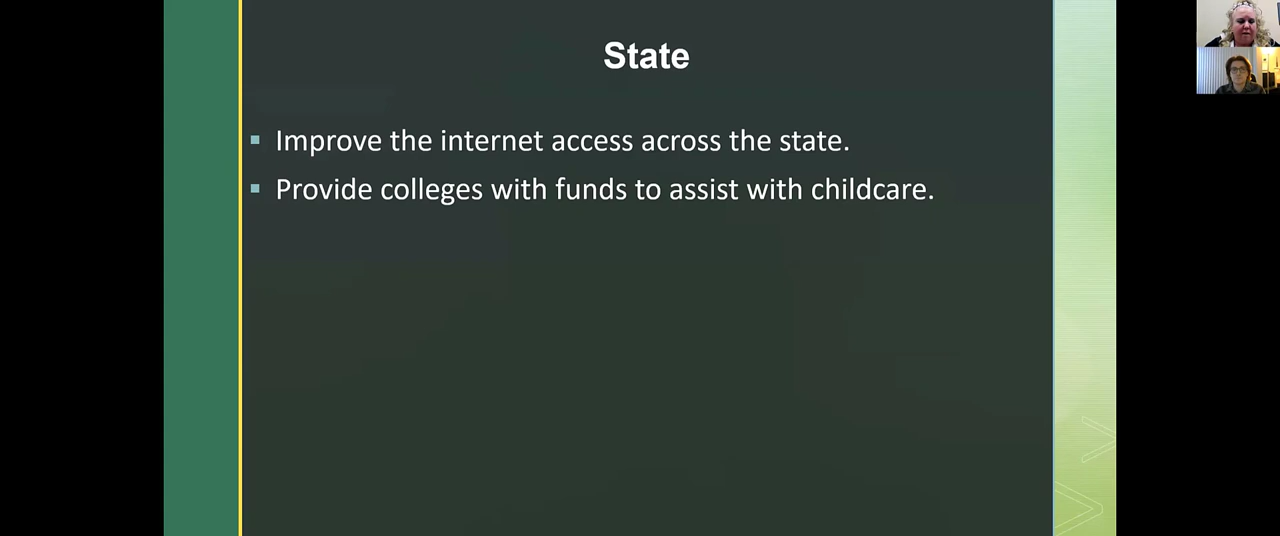 State
Improve the internet access across the state.
Provide colleges with funds to assist with childcare.